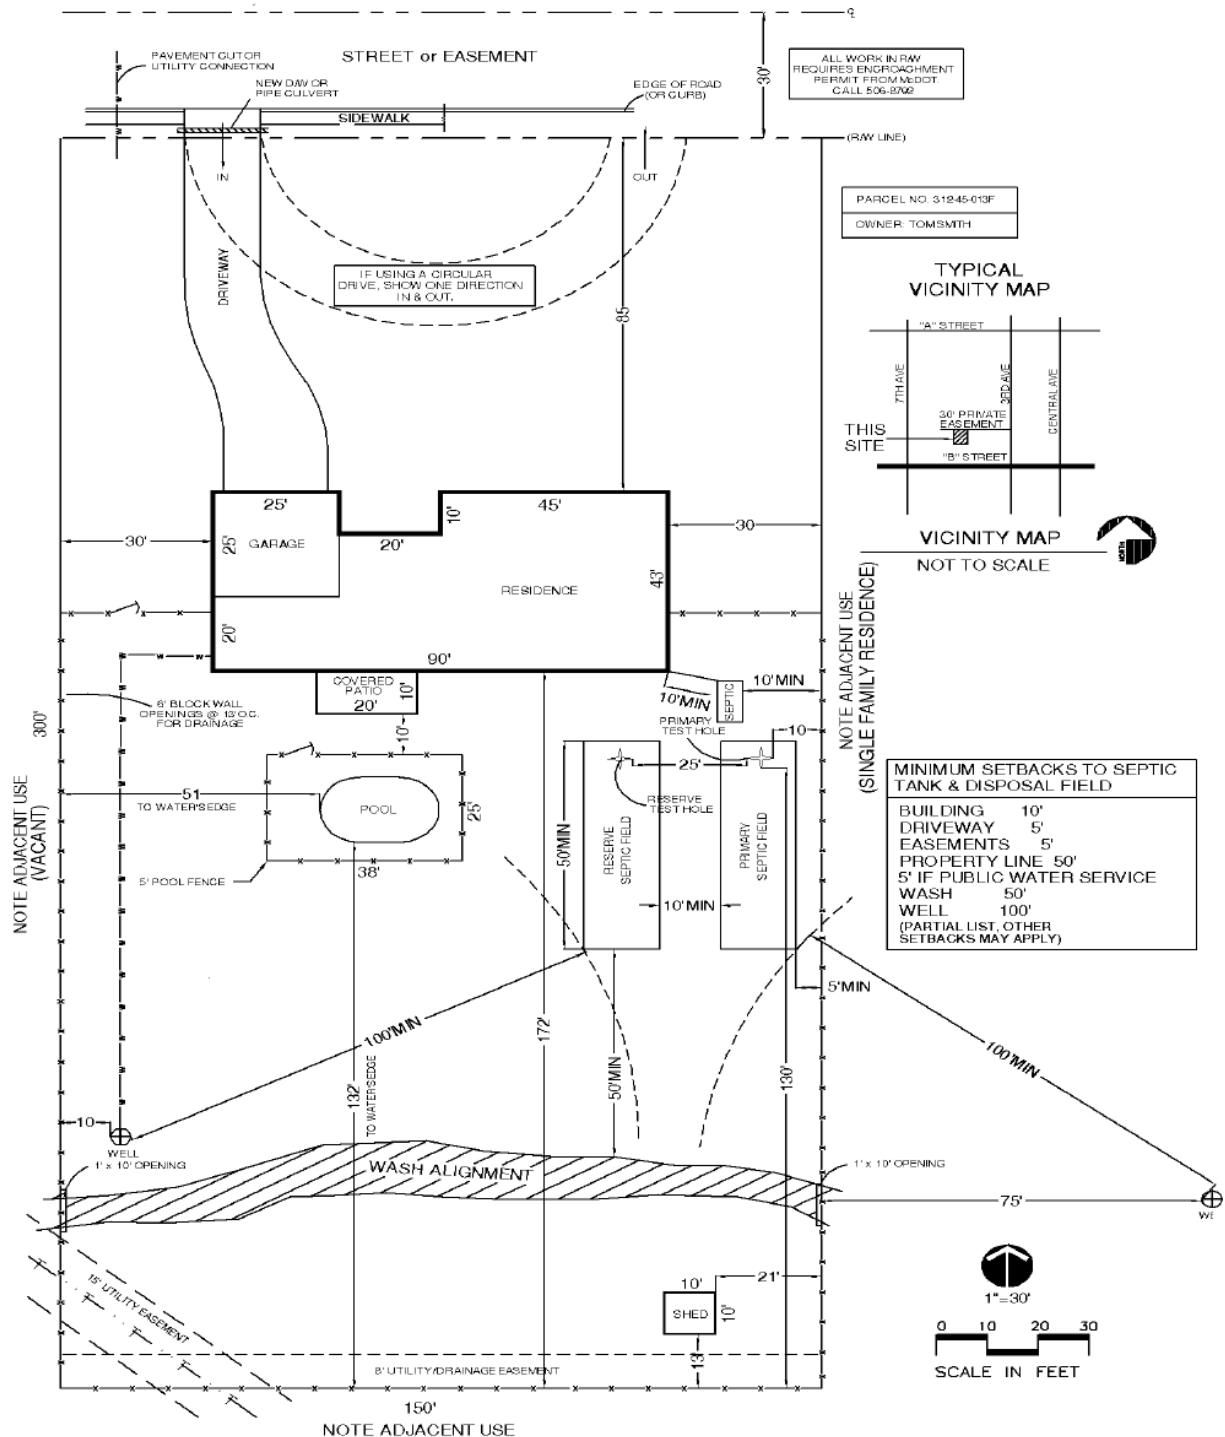 ℄
PAVEMENT CUT OR
UTILITY CONNECTION
STREET or EASEMENT
NEW D/W OR
PIPE CULVERT
EDGE OF ROAD
(OR CURB)
SIDEWALK
30'
ALL WORK IN R/W
REQUIRES ENCROACHMENT
PERMIT FROM McDOT.
CALL 506-8798
(R/W LINE)
IN
OUT
PARCEL NO. 312-45-013F
OWNER: TOM SMITH
DRIVEWAY
IF USING A CIRCULAR
DRIVE, SHOW ONE DIRECTION
IN & OUT.
85'
TYPICAL
VICINITY MAP
"A" STREET
7TH AVE
3RD AVE
CENTRAL AVE
30' PRIVATE
EASEMENT
THIS
SITE
"B" STREET
VICINITY MAP
NOT TO SCALE
25'
10'
45'
30'
25'
GARAGE
20'
30
RESIDENCE
43'
20'
90'
COVERED
PATIO
10'
20'
10'
10'MIN
SEPTIC
10'MIN
6' BLOCK WALL
OPENINGS @ 13' O.C.
FOR DRAINAGE
300'
NOTE ADJACENT USE
(VACANT)
NOTE ADJACENT USE
(SINGLE FAMILY RESIDENCE)
PRIMARY
TEST HOLE
10
25'
RESERVE
TEST HOLE
51
TO WATERSEDGE
POOL
25'
38'
5' POOL FENCE
50'MIN
RESERVE
SEPTIC FIELD
PRIMARY
SEPTIC FIELD
10'MIN
5'MIN
MINIMUM SETBACKS TO SEPTIC
TANK & DISPOSAL FIELD
BUILDING 10'
DRIVEWAY 5'
EASEMENTS 5'
PROPERTY LINE 50'
5' IF PUBLIC WATER SERVICE
WASH 50'
WELL 100'
(PARTIAL LIST, OTHER
SETBACKS MAY APPLY)
100'MIN
172'
50'MIN
130'
100'MIN
132'
TO WATERSEDGE
10
WELL
1' x 10' OPENING
WASH ALIGNMENT
1' x 10' OPENING
75'
WE
15' UTILITY EASEMENT
10'
21'
SHED
10'
13'
8' UTILITY/DRAINAGE EASEMENT
1"=30'
0 10 20 30
SCALE IN FEET
150'
NOTE ADJACENT USE